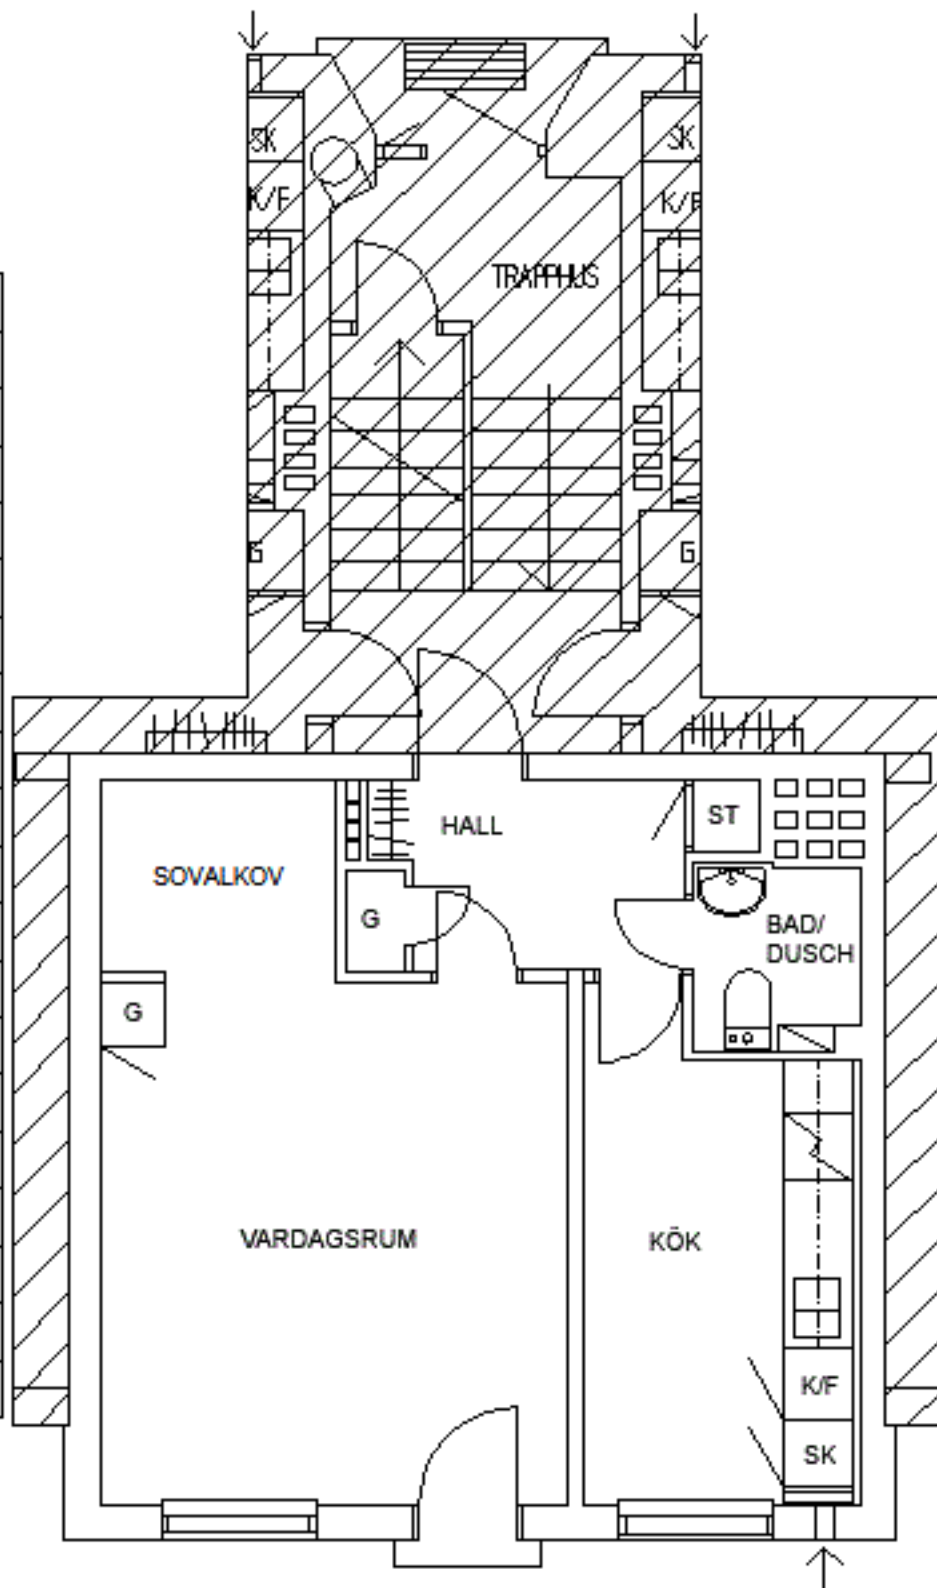 SK
SK
K/F
K/F
TRAPPHUS
G
G
HALL
ST
SOVALKOV
G
BAD/
DUSCH
G
VARDAGSRUM
KÖK
K/F
SK